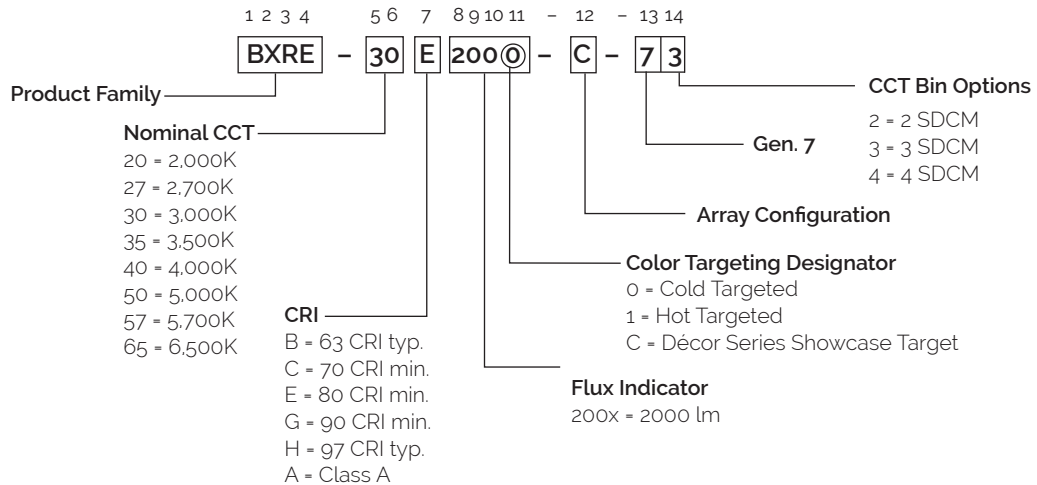 1 2 3 4 5 6 7 8 9 10 11 – 12 – 13 14
BXRE – 30 E 2000 – C – 7 3
Product Family
Nominal CCT
20 = 2,000K
27 = 2,700K
30 = 3,000K
35 = 3,500K
40 = 4,000K
50 = 5,000K
57 = 5,700K
65 = 6,500K
CRI
B = 63 CRI typ.
C = 70 CRI min.
E = 80 CRI min.
G = 90 CRI min.
H = 97 CRI typ.
A = Class A
Flux Indicator
200x = 2000 lm
Color Targeting Designator
0 = Cold Targeted
1 = Hot Targeted
C = Décor Series Showcase Target
Array Configuration
Gen. 7
CCT Bin Options
2 = 2 SDCM
3 = 3 SDCM
4 = 4 SDCM